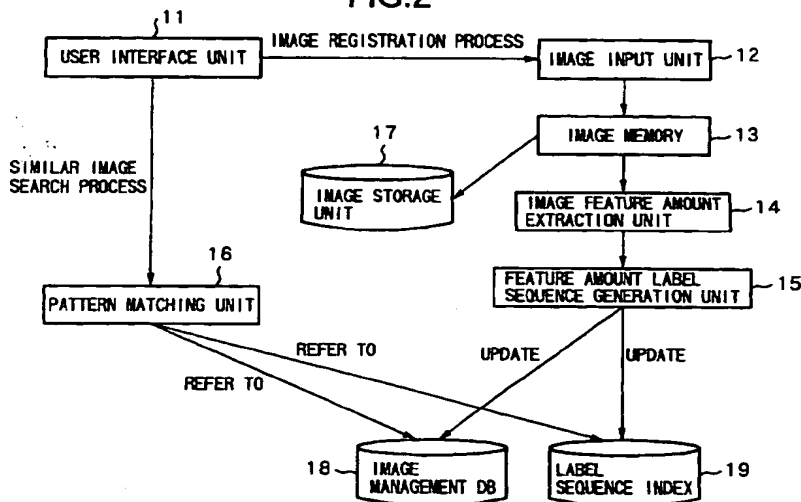 FIG.2
11
USER INTERFACE UNIT
IMAGE REGISTRATION PROCESS
IMAGE INPUT UNIT
12
IMAGE MEMORY
13
17
IMAGE STORAGE
UNIT
SIMILAR IMAGE
SEARCH PROCESS
IMAGE FEATURE AMOUNT
EXTRACTION UNIT
14
16
PATTERN MATCHING UNIT
FEATURE AMOUNT LABEL
SEQUENCE GENERATION UNIT
15
REFER TO
REFER TO
UPDATE
UPDATE
18
IMAGE
MANAGEMENT DB
LABEL
SEQUENCE INDEX
19